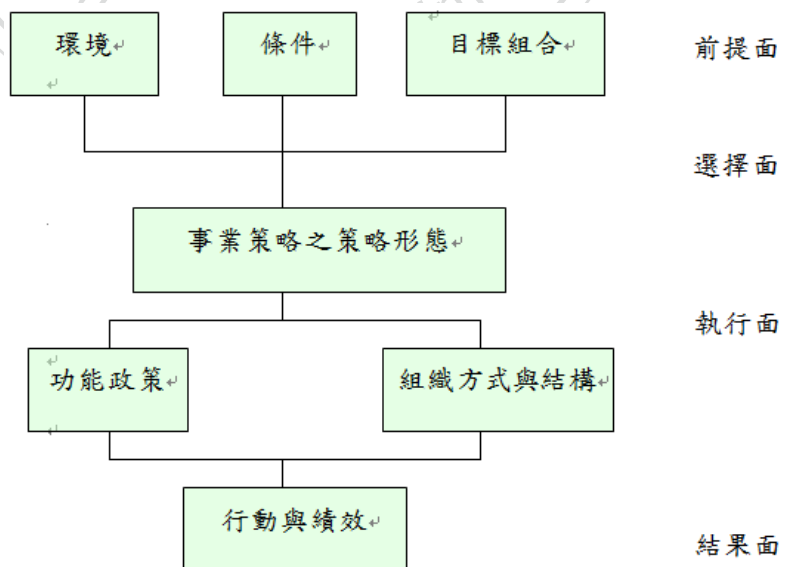 環境 條件 目標組合 前提面
選擇面
事業策略之策略形態
執行面
功能政策 組織方式與結構
行動與績效
結果面